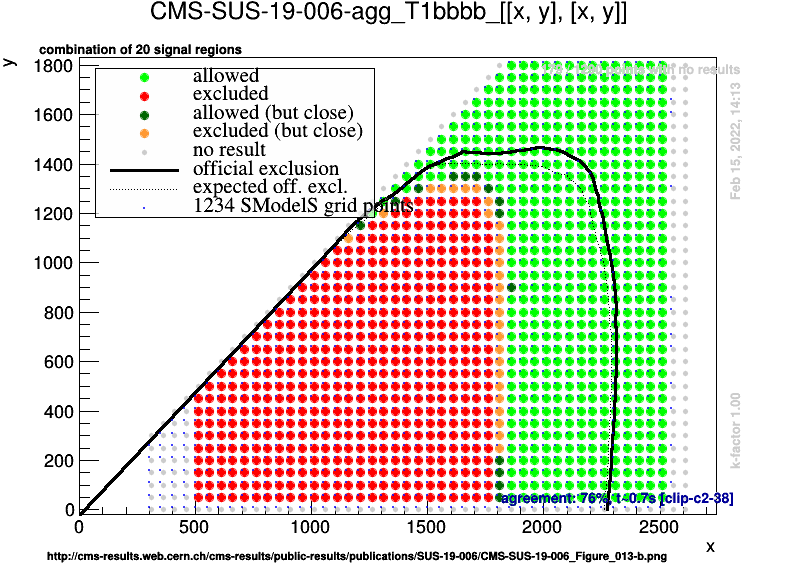 CMS-SUS-19-006-agg_T1bbbb_[[x, y], [x, y]]
combination of 20 signal regions
y
1800
1600
1400
1200
1000
800
600
400
200
0
allowed
excluded
allowed (but close)
excluded (but close)
no result
official exclusion
expected off. excl.
1234 SModelS grid points
points with no results
Feb 15, 2022, 14:13
k-factor 1.00
agreement: 76%, t~0.7s [clip-c2-38]
0 500 1000 1500 2000 2500
x
http://cms-results.web.cern.ch/cms-results/public-results/publications/SUS-19-006/CMS-SUS-19-006_Figure_013-b.png